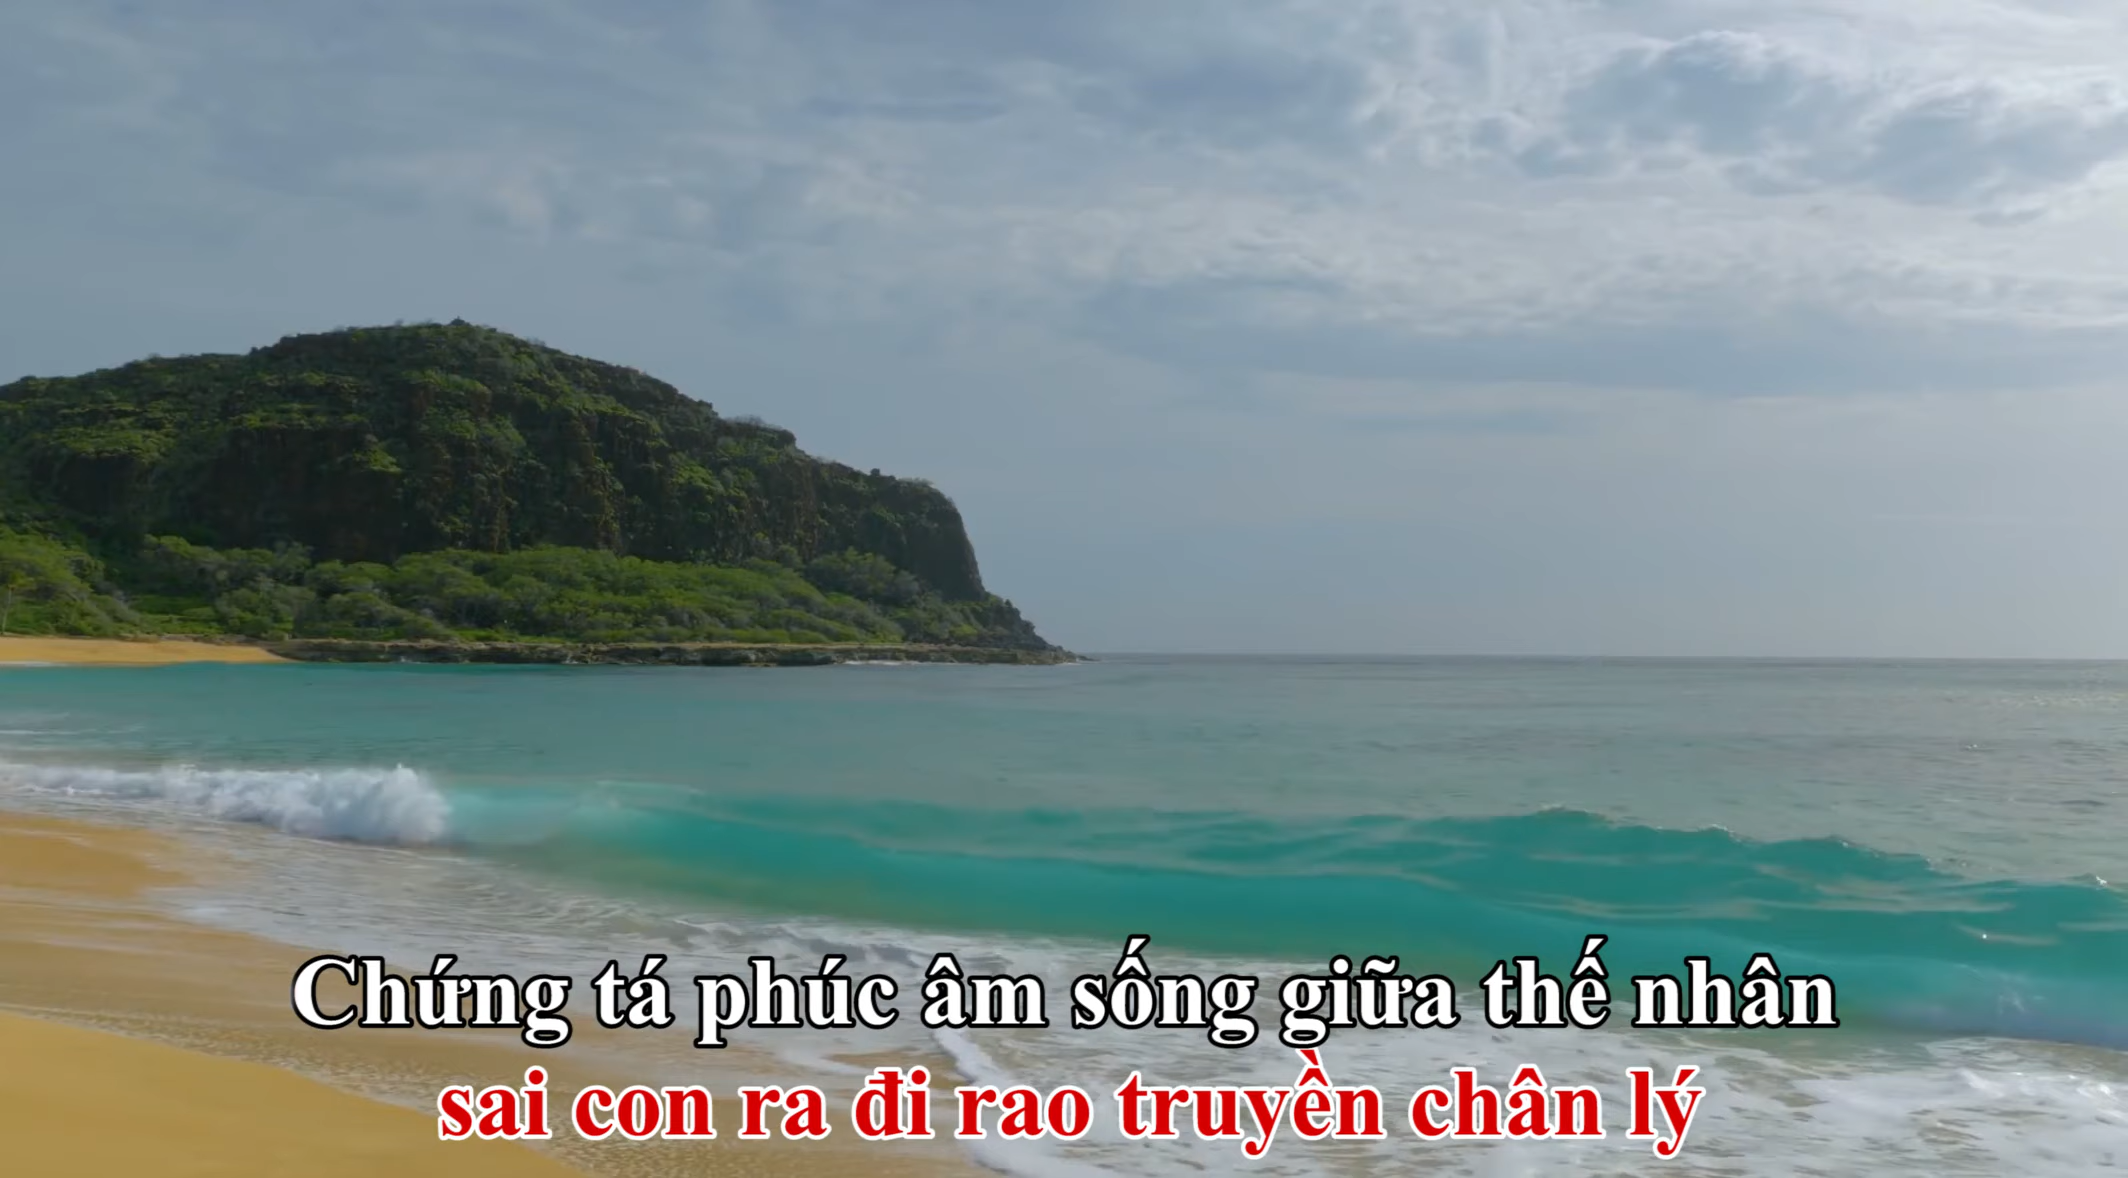 Chứng tá phúc âm sống giữa thế nhân
sai con ra đi rao truyền chân lý